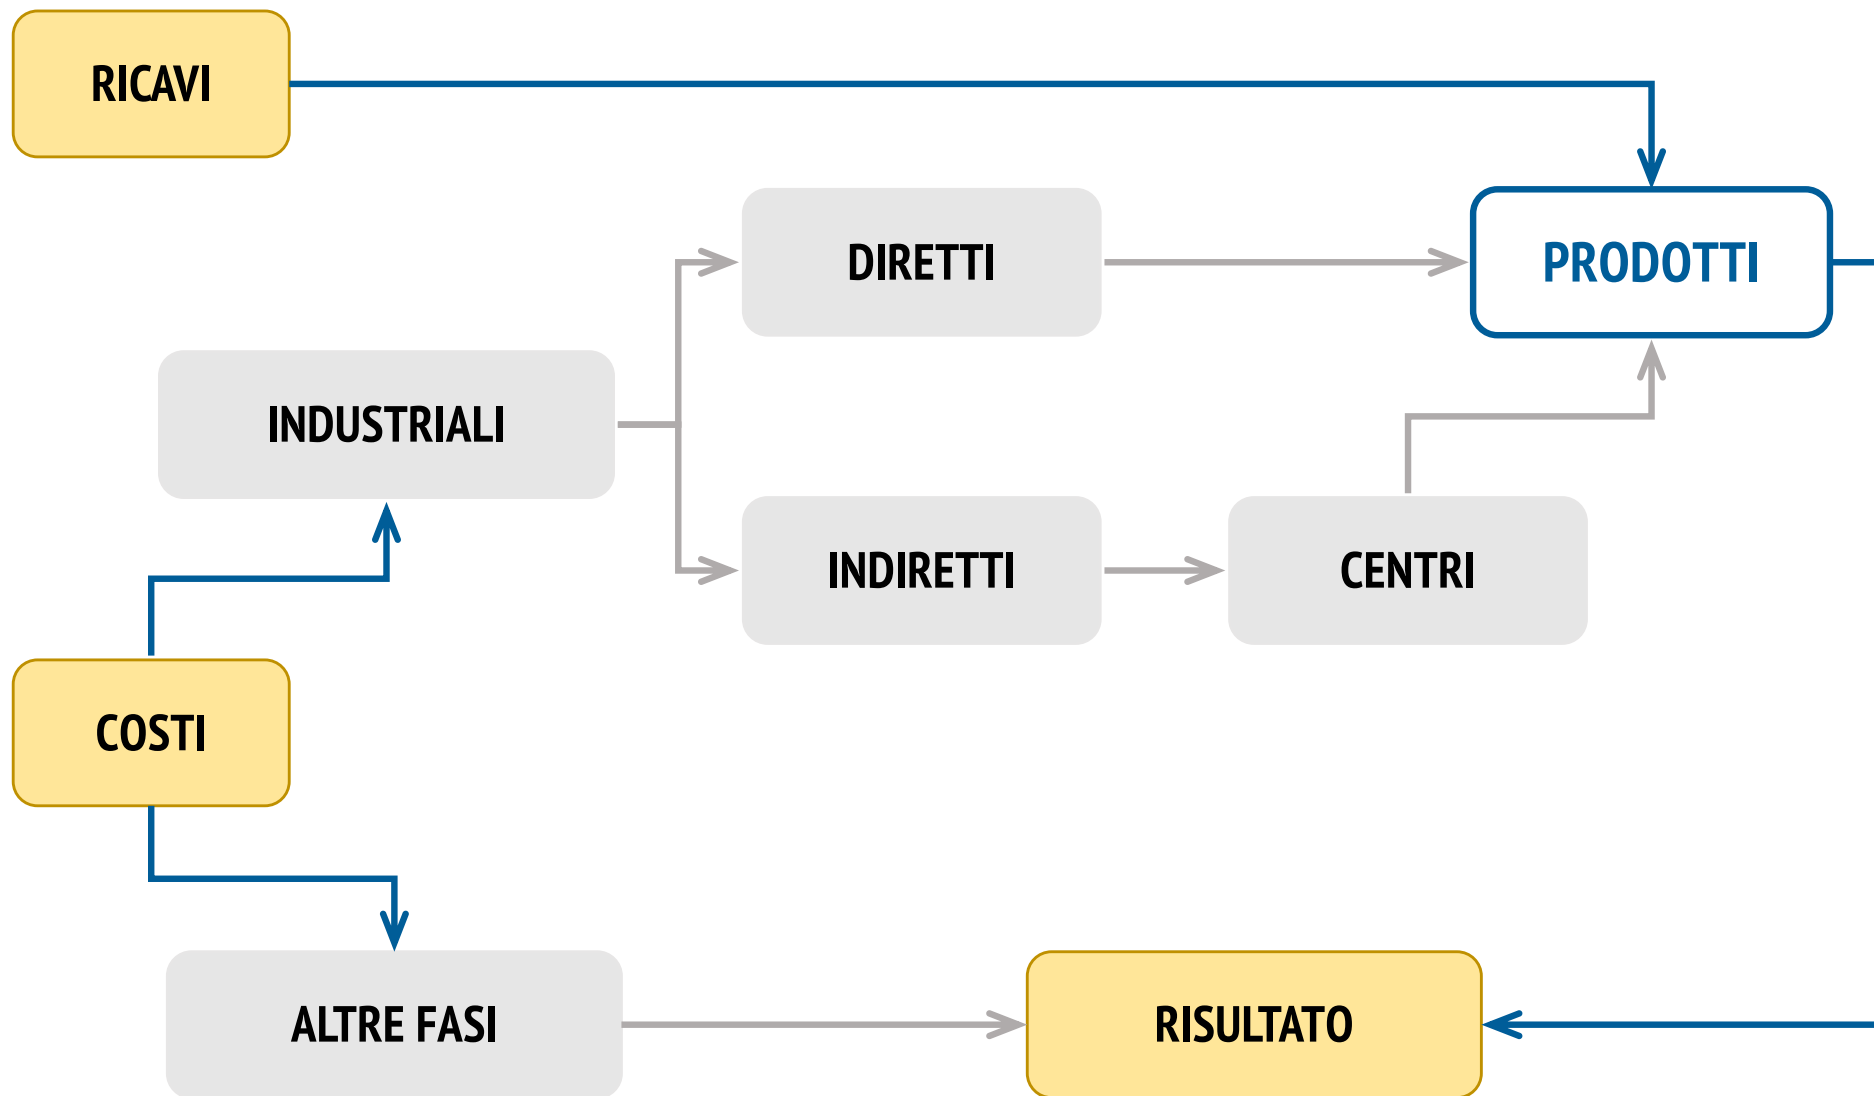 RICAVI
DIRETTI
PRODOTTI
INDUSTRIALI
INDIRETTI
CENTRI
COSTI
ALTRE FASI
RISULTATO